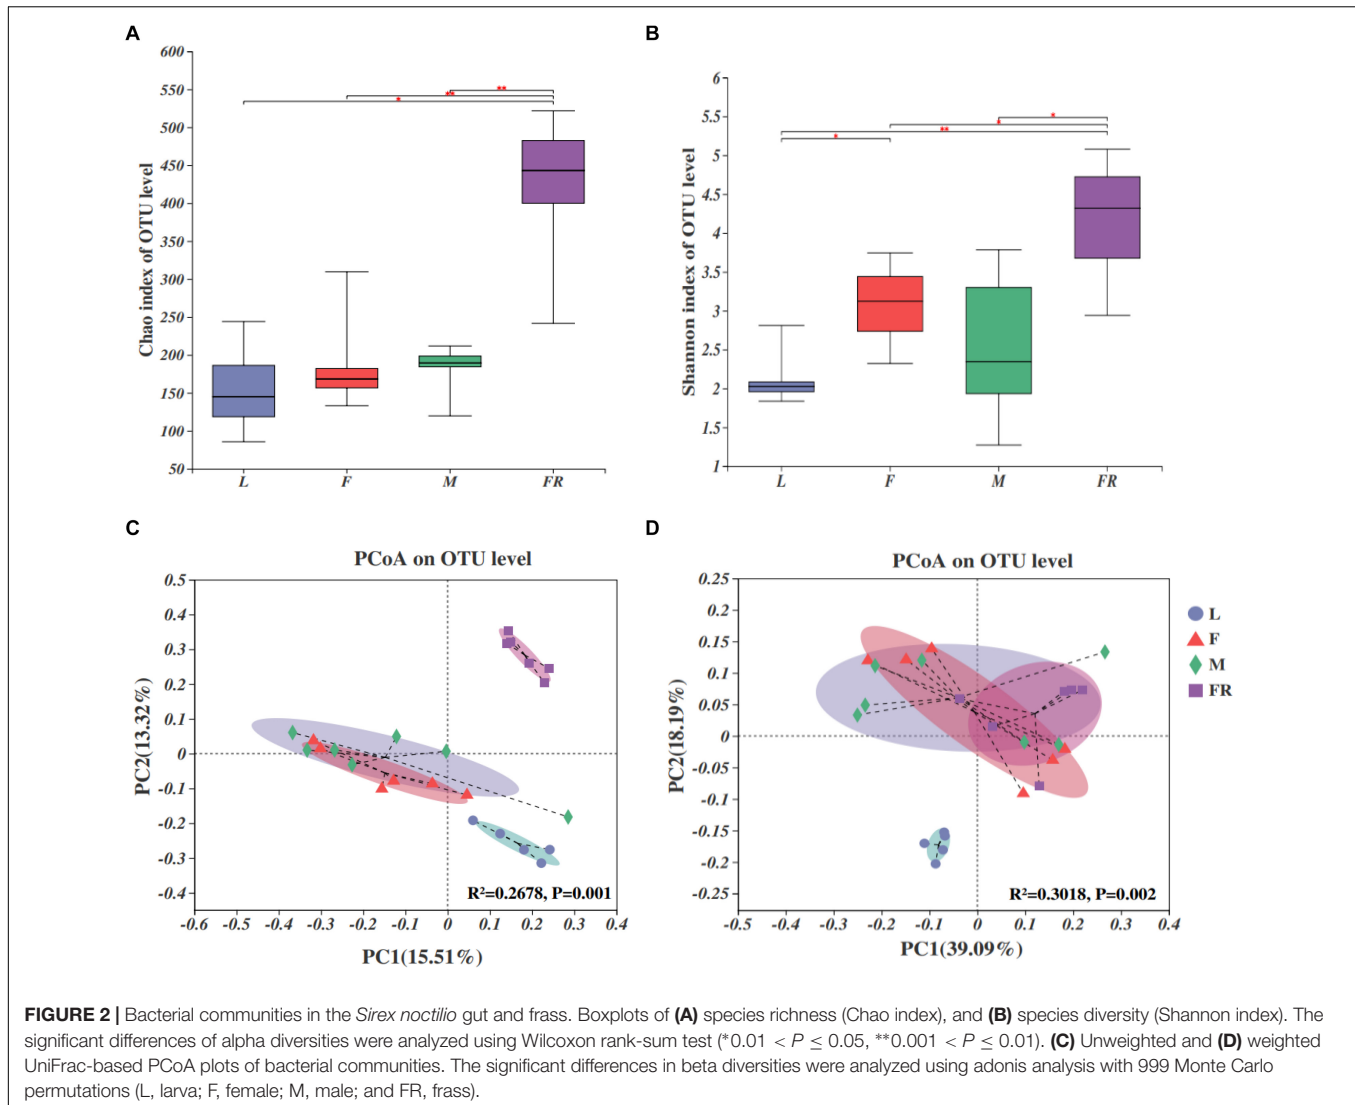 A
600
550
500
450
400
350
300
250
200
150
100
50
Chao index of OTU level
* ** **
L F M FR
B
6
5.5
5
4.5
4
3.5
3
2.5
2
1.5
1
Shannon index of OTU level
* ** * *
L F M FR
C
PCoA on OTU level
0.5
0.4
0.3
0.2
0.1
0
-0.1
-0.2
-0.3
-0.4
PC2(13.32%)
R²=0.2678, P=0.001
-0.6 -0.5 -0.4 -0.3 -0.2 -0.1 0 0.1 0.2 0.3 0.4
PC1(15.51%)
D
PCoA on OTU level
0.25
0.2
0.15
0.1
0.05
0
-0.05
-0.1
-0.15
-0.2
-0.25
PC2(18.19%)
R²=0.3018, P=0.002
-0.5 -0.4 -0.3 -0.2 -0.1 0 0.1 0.2 0.3 0.4
PC1(39.09%)
L
F
M
FR
FIGURE 2 | Bacterial communities in the Sirex noctilio gut and frass. Boxplots of (A) species richness (Chao index), and (B) species diversity (Shannon index). The
significant differences of alpha diversities were analyzed using Wilcoxon rank-sum test (*0.01 < P ≤ 0.05, **0.001 < P ≤ 0.01). (C) Unweighted and (D) weighted
UniFrac-based PCoA plots of bacterial communities. The significant differences in beta diversities were analyzed using adonis analysis with 999 Monte Carlo
permutations (L, larva; F, female; M, male; and FR, frass).